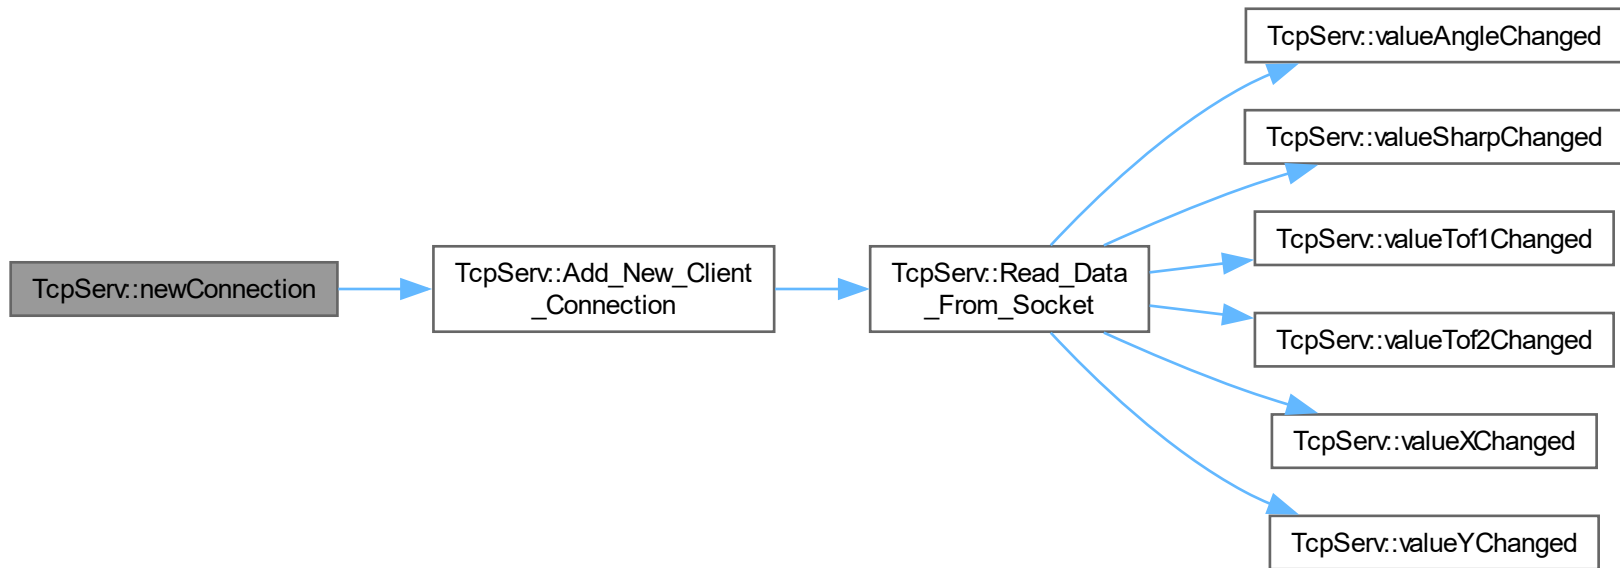 TcpServ::newConnection
TcpServ::Add_New_Client
_Connection
TcpServ::Read_Data
_From_Socket
TcpServ::valueAngleChanged
TcpServ::valueSharpChanged
TcpServ::valueTof1Changed
TcpServ::valueTof2Changed
TcpServ::valueXChanged
TcpServ::valueYChanged